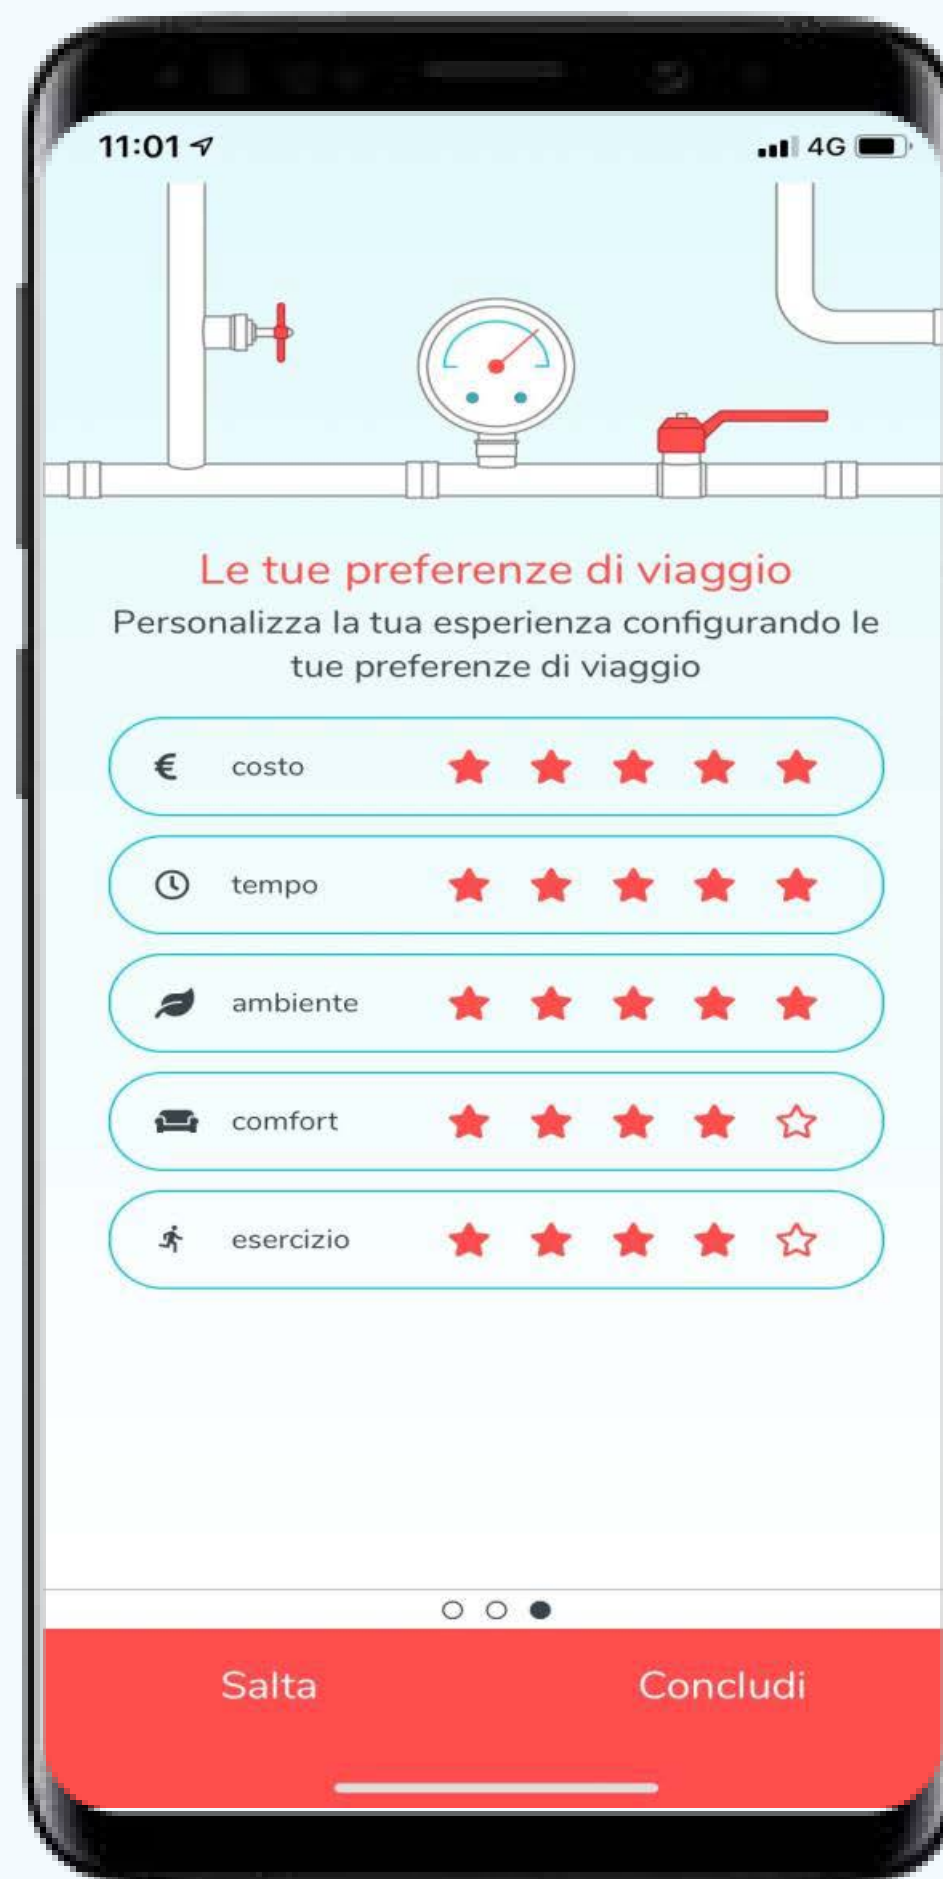 11:01 4G
Le tue preferenze di viaggio
Personalizza la tua esperienza configurando le
tue preferenze di viaggio
€ costo
tempo
ambiente
comfort
esercizio
Salta Concludi